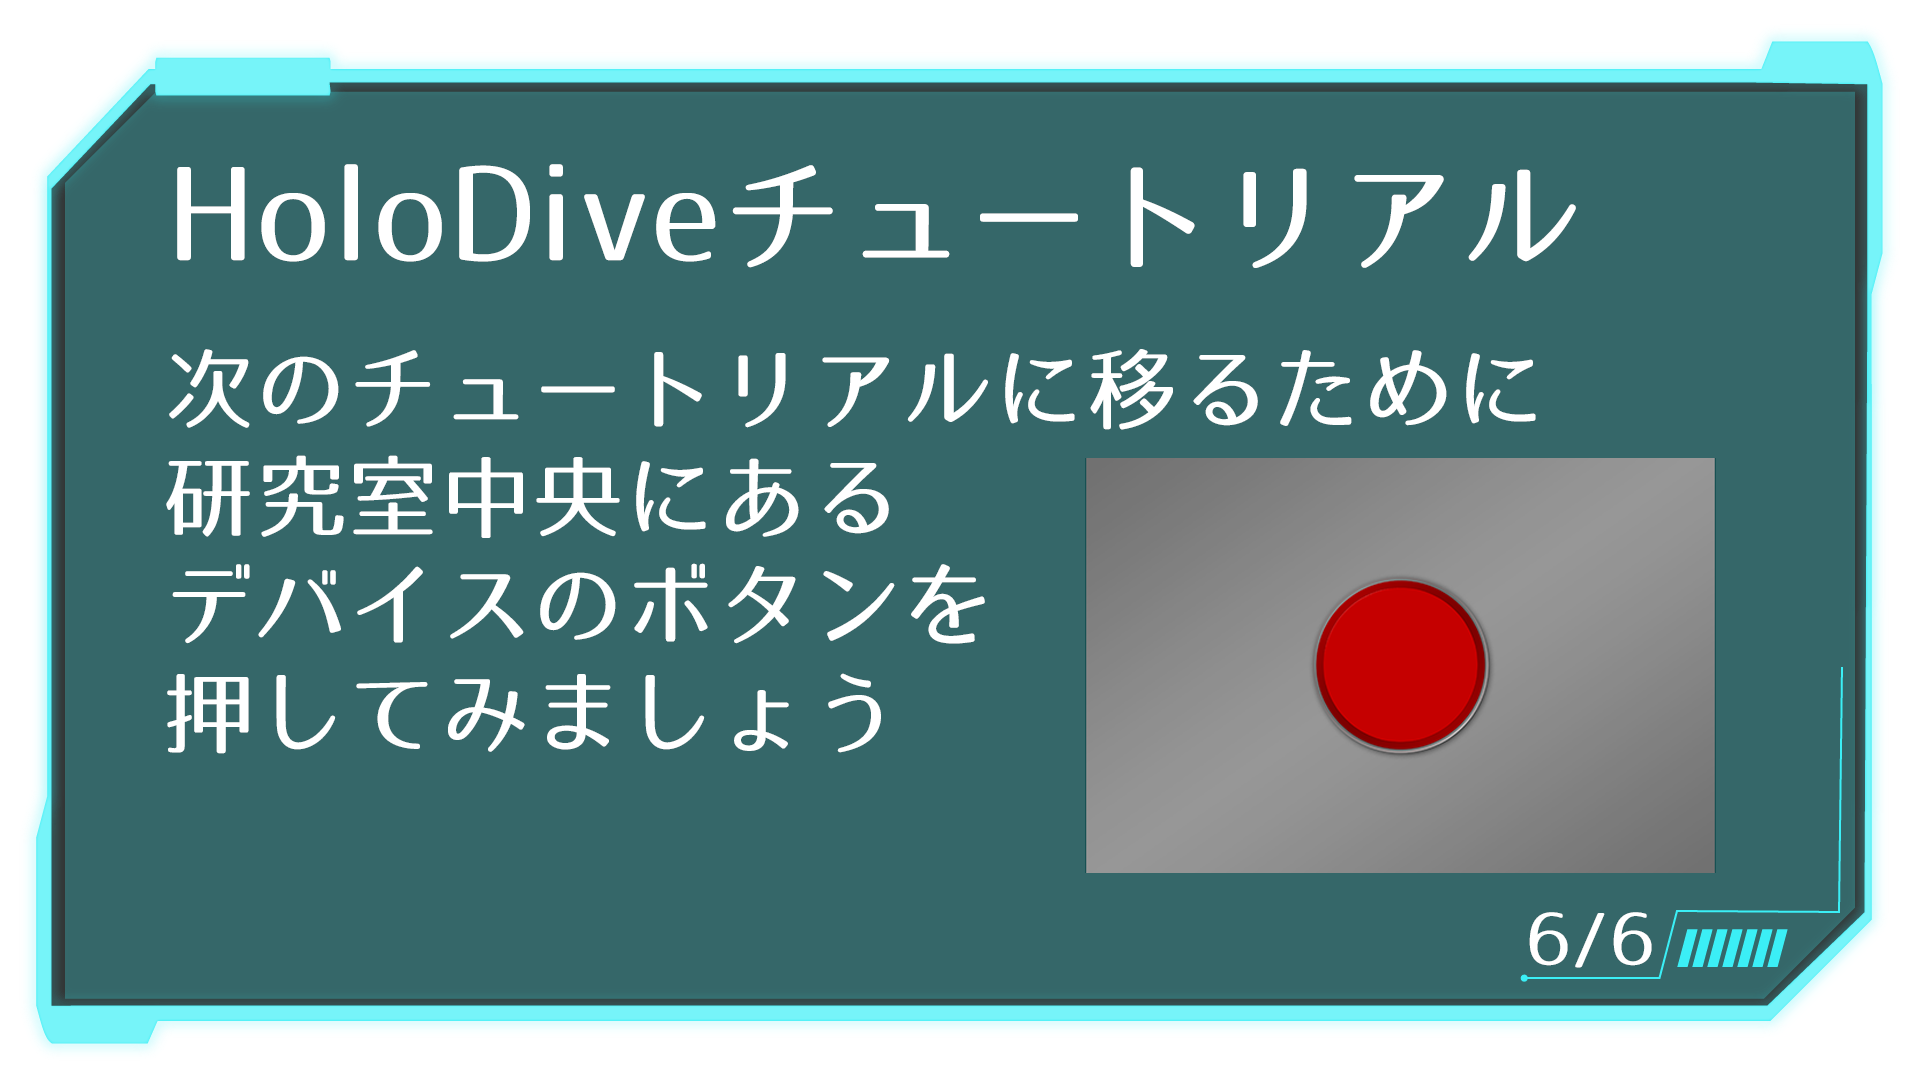 HoloDiveチュートリアル
次のチュートリアルに移るために
研究室中央にある
デバイスのボタンを
押してみましょう
6/6